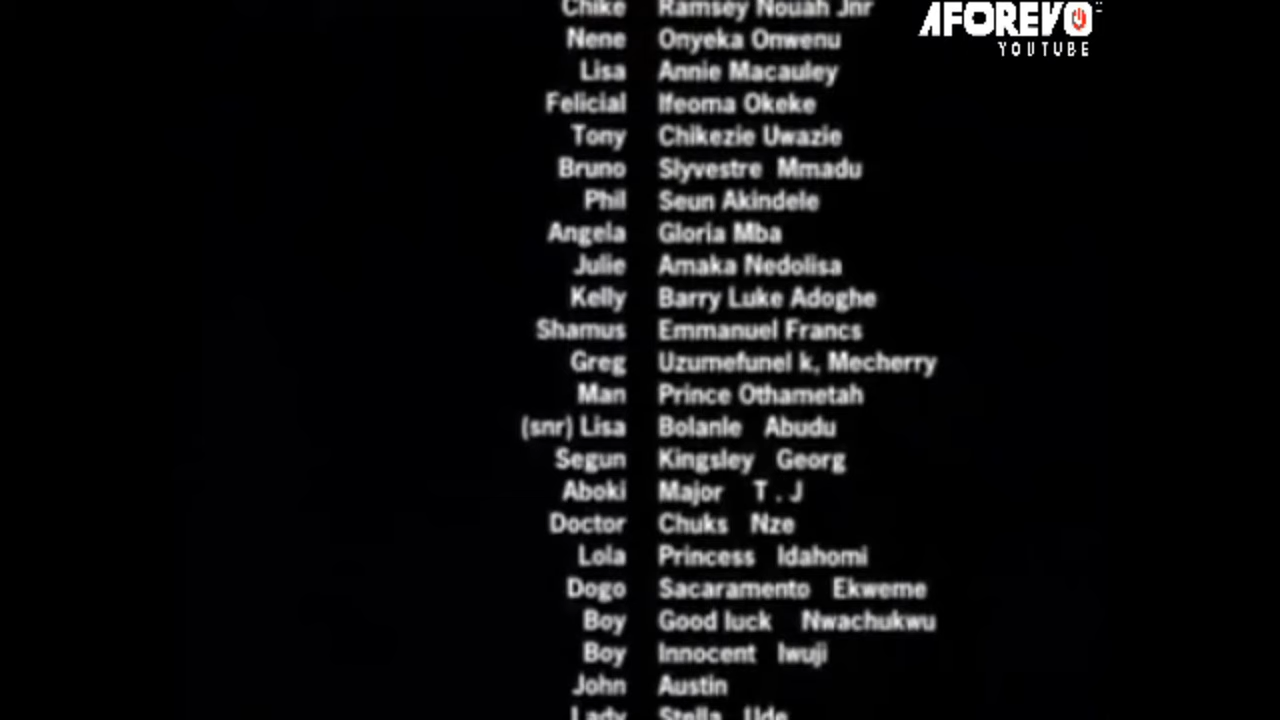 Chike Ramsey Nouah Jnr
AFOREVO
Nene Onyeka Onwenu
YOUTUBE
Lisa Annie Macauley
Felicial Ifeoma Okeke
Tony Chikezie Uwazie
Bruno Slyvestre Mmadu
Phil Seun Akindele
Angela Gloria Mba
Julie Amaka Nedolisa
Kelly Barry Luke Adoghe
Shamus Emmanuel Francs
Greg Uzumefunel k, Mecherry
Man Prince Othametah
(snr) Lisa Bolanle Abudu
Segun Kingsley Georg
Aboki Major T . J
Doctor Chuks Nze
Lola Princess Idahomi
Dogo Sacaramento Ekweme
Boy Good luck Nwachukwu
Boy Innocent Iwuji
John Austin
Lady Stella Ude